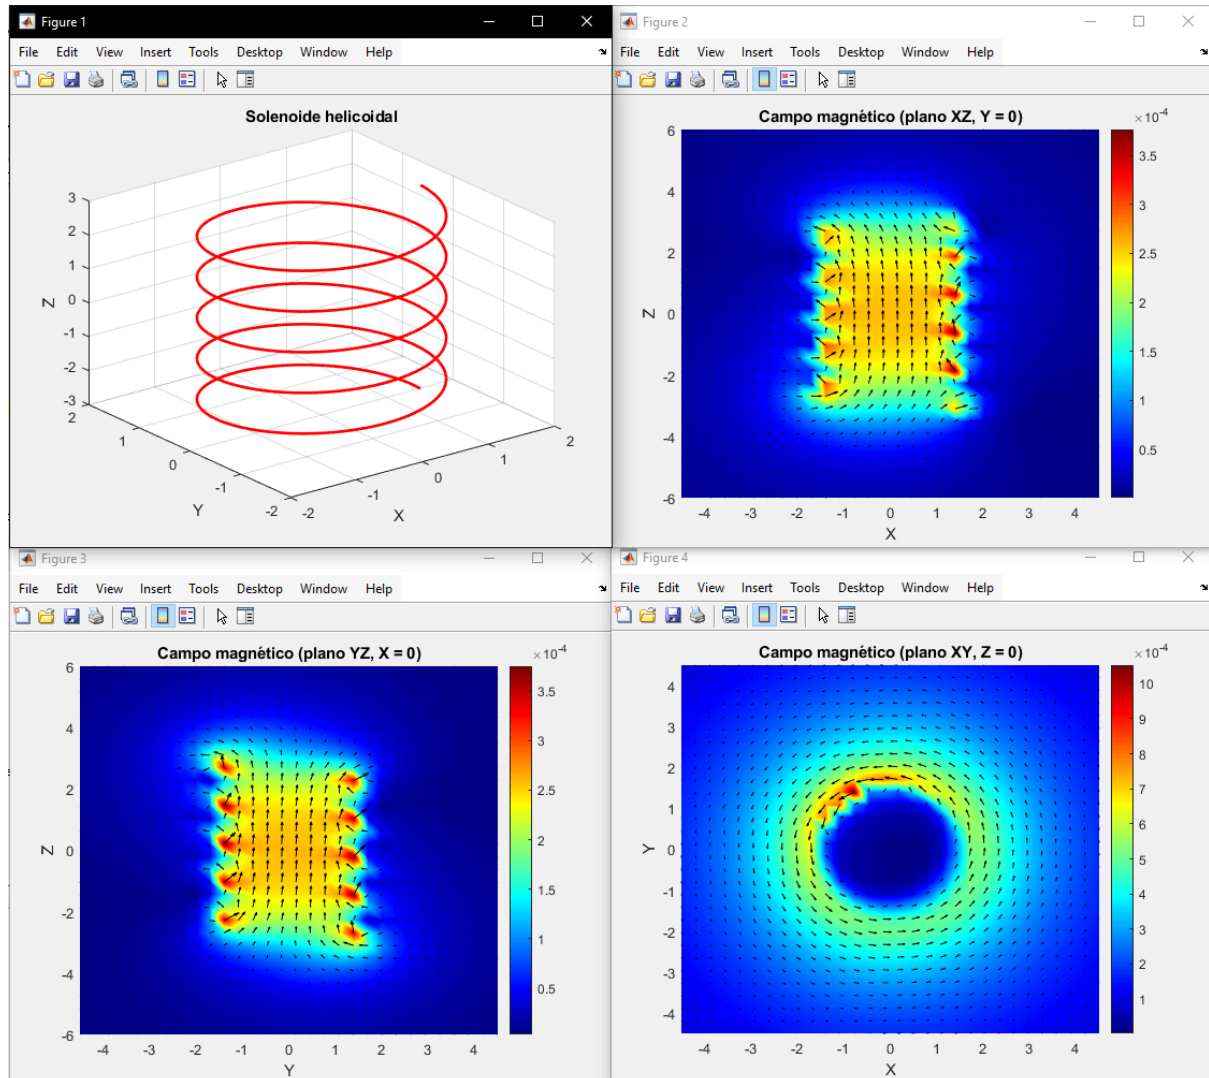 Figure 1
File Edit View Insert Tools Desktop Window Help
Solenoide helicoidal
3
2
1
0
-1
-2
-3
Z
2
1
0
-1
-2
Y
-2
-1
0
1
2
X
Figure 2
File Edit View Insert Tools Desktop Window Help
Campo magnético (plano XZ, Y = 0)
×10⁻⁴
6
4
2
0
-2
-4
-6
Z
-4 -3 -2 -1 0 1 2 3 4
X
3.5
3
2.5
2
1.5
1
0.5
Figure 3
File Edit View Insert Tools Desktop Window Help
Campo magnético (plano YZ, X = 0)
×10⁻⁴
6
4
2
0
-2
-4
-6
Z
-4 -3 -2 -1 0 1 2 3 4
Y
3.5
3
2.5
2
1.5
1
0.5
Figure 4
File Edit View Insert Tools Desktop Window Help
Campo magnético (plano XY, Z = 0)
×10⁻⁴
4
3
2
1
0
-1
-2
-3
-4
Y
-4 -3 -2 -1 0 1 2 3 4
X
10
9
8
7
6
5
4
3
2
1